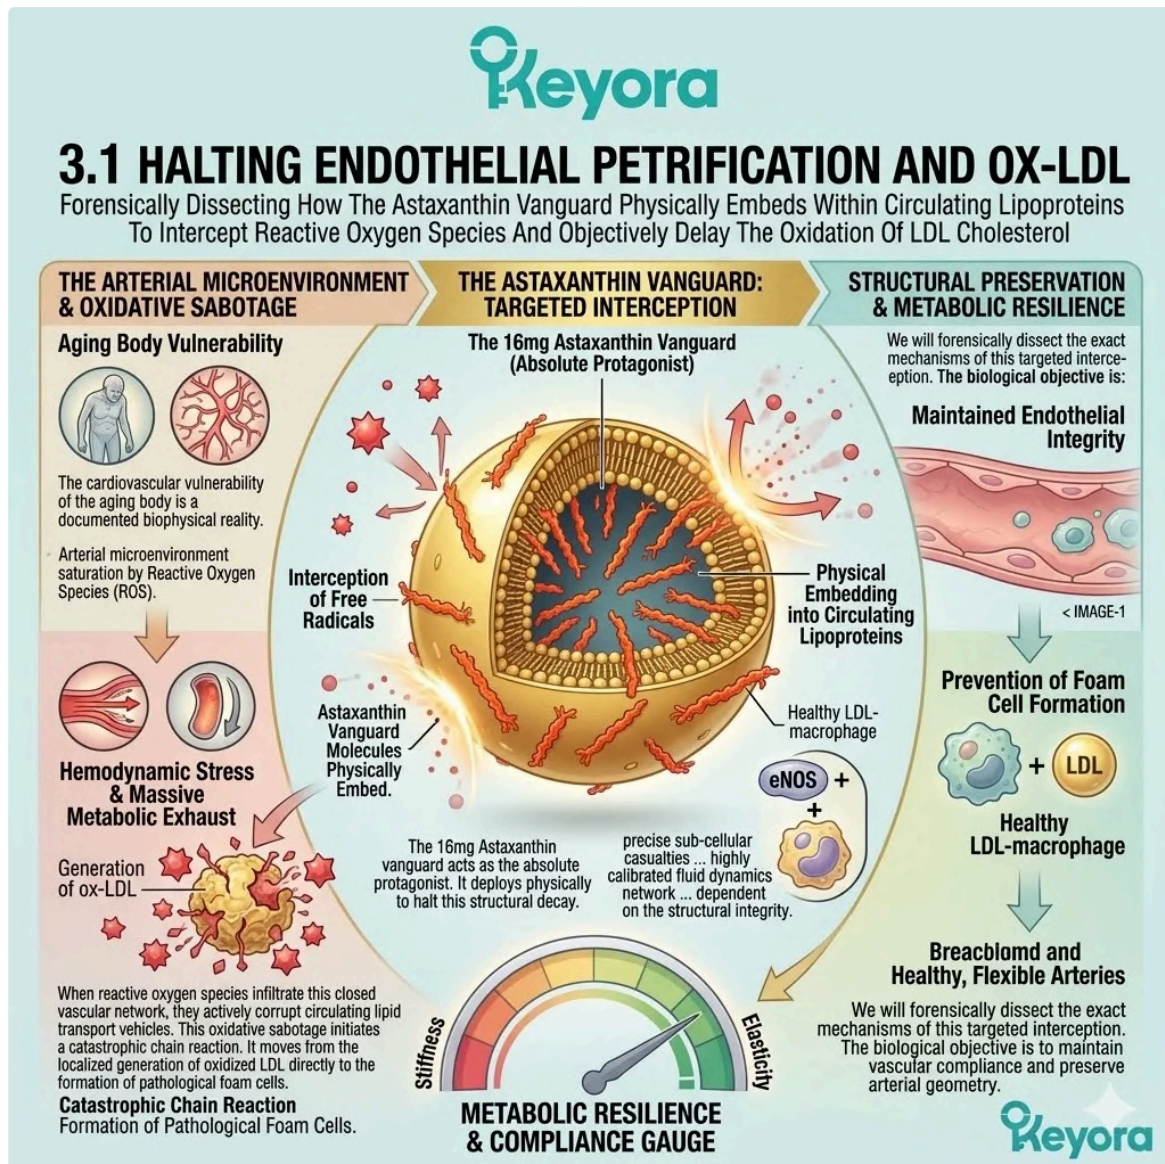 Keyora
3.1 HALTING ENDOTHELIAL PETRIFICATION AND OX-LDL
Forensically Dissecting How The Astaxanthin Vanguard Physically Embeds Within Circulating Lipoproteins
To Intercept Reactive Oxygen Species And Objectively Delay The Oxidation Of LDL Cholesterol
THE ARTERIAL MICROENVIRONMENT
& OXIDATIVE SABOTAGE
Aging Body Vulnerability
The cardiovascular vulnerability
of the aging body is a
documented biophysical reality.
Arterial microenvironment
saturation by Reactive Oxygen
Species (ROS).
Hemodynamic Stress
& Massive
Metabolic Exhaust
Generation
of ox-LDL
When reactive oxygen species infiltrate this closed
vascular network, they actively corrupt circulating lipid
transport vehicles. This oxidative sabotage initiates
a catastrophic chain reaction. It moves from the
localized generation of oxidized LDL directly to the
formation of pathological foam cells.
Catastrophic Chain Reaction
Formation of Pathological Foam Cells.
THE ASTAXANTHIN VANGUARD:
TARGETED INTERCEPTION
The 16mg Astaxanthin Vanguard
(Absolute Protagonist)
Interception
of Free
Radicals
Physical
Embedding
into Circulating
Lipoproteins
Astaxanthin
Vanguard
Molecules
Physically
Embed.
Healthy LDL-
macrophage
eNOS +
+
The 16mg Astaxanthin
vanguard acts as the absolute
protagonist. It deploys physically
to halt this structural decay.
precise sub-cellular
casualties ... highly
calibrated fluid dynamics
network ... dependent
on the structural integrity.
Stiffness
Elasticity
METABOLIC RESILIENCE
& COMPLIANCE GAUGE
STRUCTURAL PRESERVATION
& METABOLIC RESILIENCE
We will forensically dissect the exact
mechanisms of this targeted interce-
eption. The biological objective is:
Maintained Endothelial
Integrity
< IMAGE-1
Prevention of Foam
Cell Formation
+ LDL
Healthy
LDL-macrophage
Breacblomd and
Healthy, Flexible Arteries
We will forensically dissect the exact
mechanisms of this targeted interception.
The biological objective is to maintain
vascular compliance and preserve
arterial geometry.
Keyora